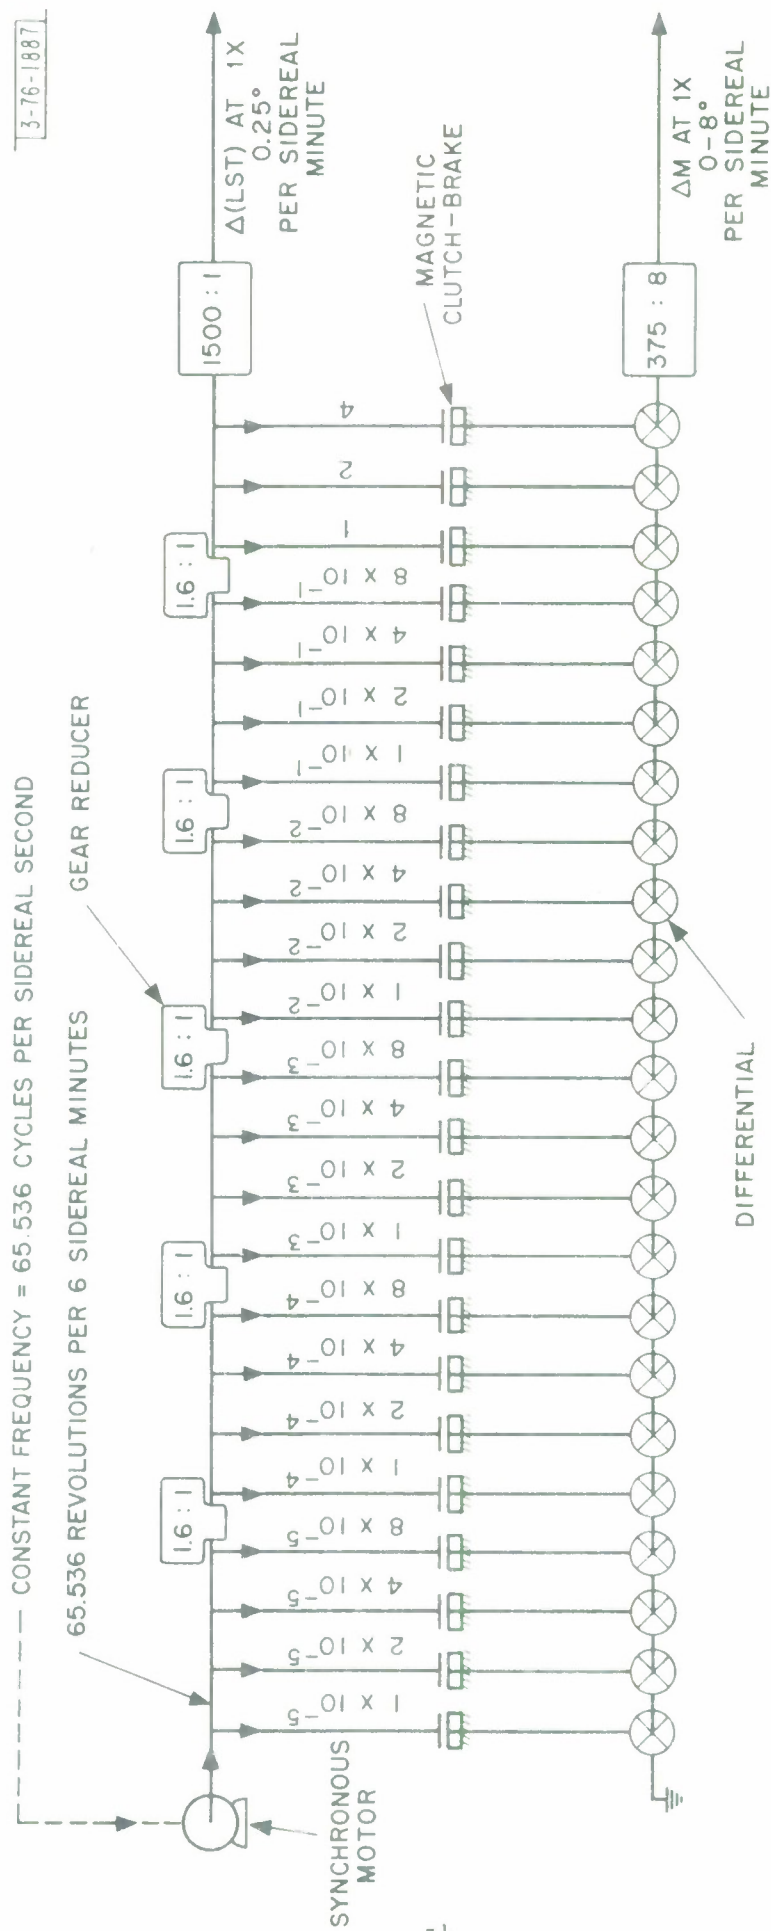 3-76-1887
CONSTANT FREQUENCY = 65.536 CYCLES PER SIDEREAL SECOND
65.536 REVOLUTIONS PER 6 SIDEREAL MINUTES
GEAR REDUCER
1.6 : 1
1.6 : 1
1.6 : 1
1.6 : 1
1.6 : 1
1500 : 1
Δ(LST) AT 1X
0.25°
PER SIDEREAL
MINUTE
SYNCHRONOUS
MOTOR
1 X 10-5
2 X 10-5
4 X 10-5
8 X 10-5
1 X 10-4
2 X 10-4
4 X 10-4
8 X 10-4
1 X 10-3
2 X 10-3
4 X 10-3
8 X 10-3
1 X 10-2
2 X 10-2
4 X 10-2
8 X 10-2
1 X 10-1
2 X 10-1
4 X 10-1
8 X 10-1
1
2
4
MAGNETIC
CLUTCH-BRAKE
375 : 8
ΔM AT 1X
0-8°
PER SIDEREAL
MINUTE
DIFFERENTIAL